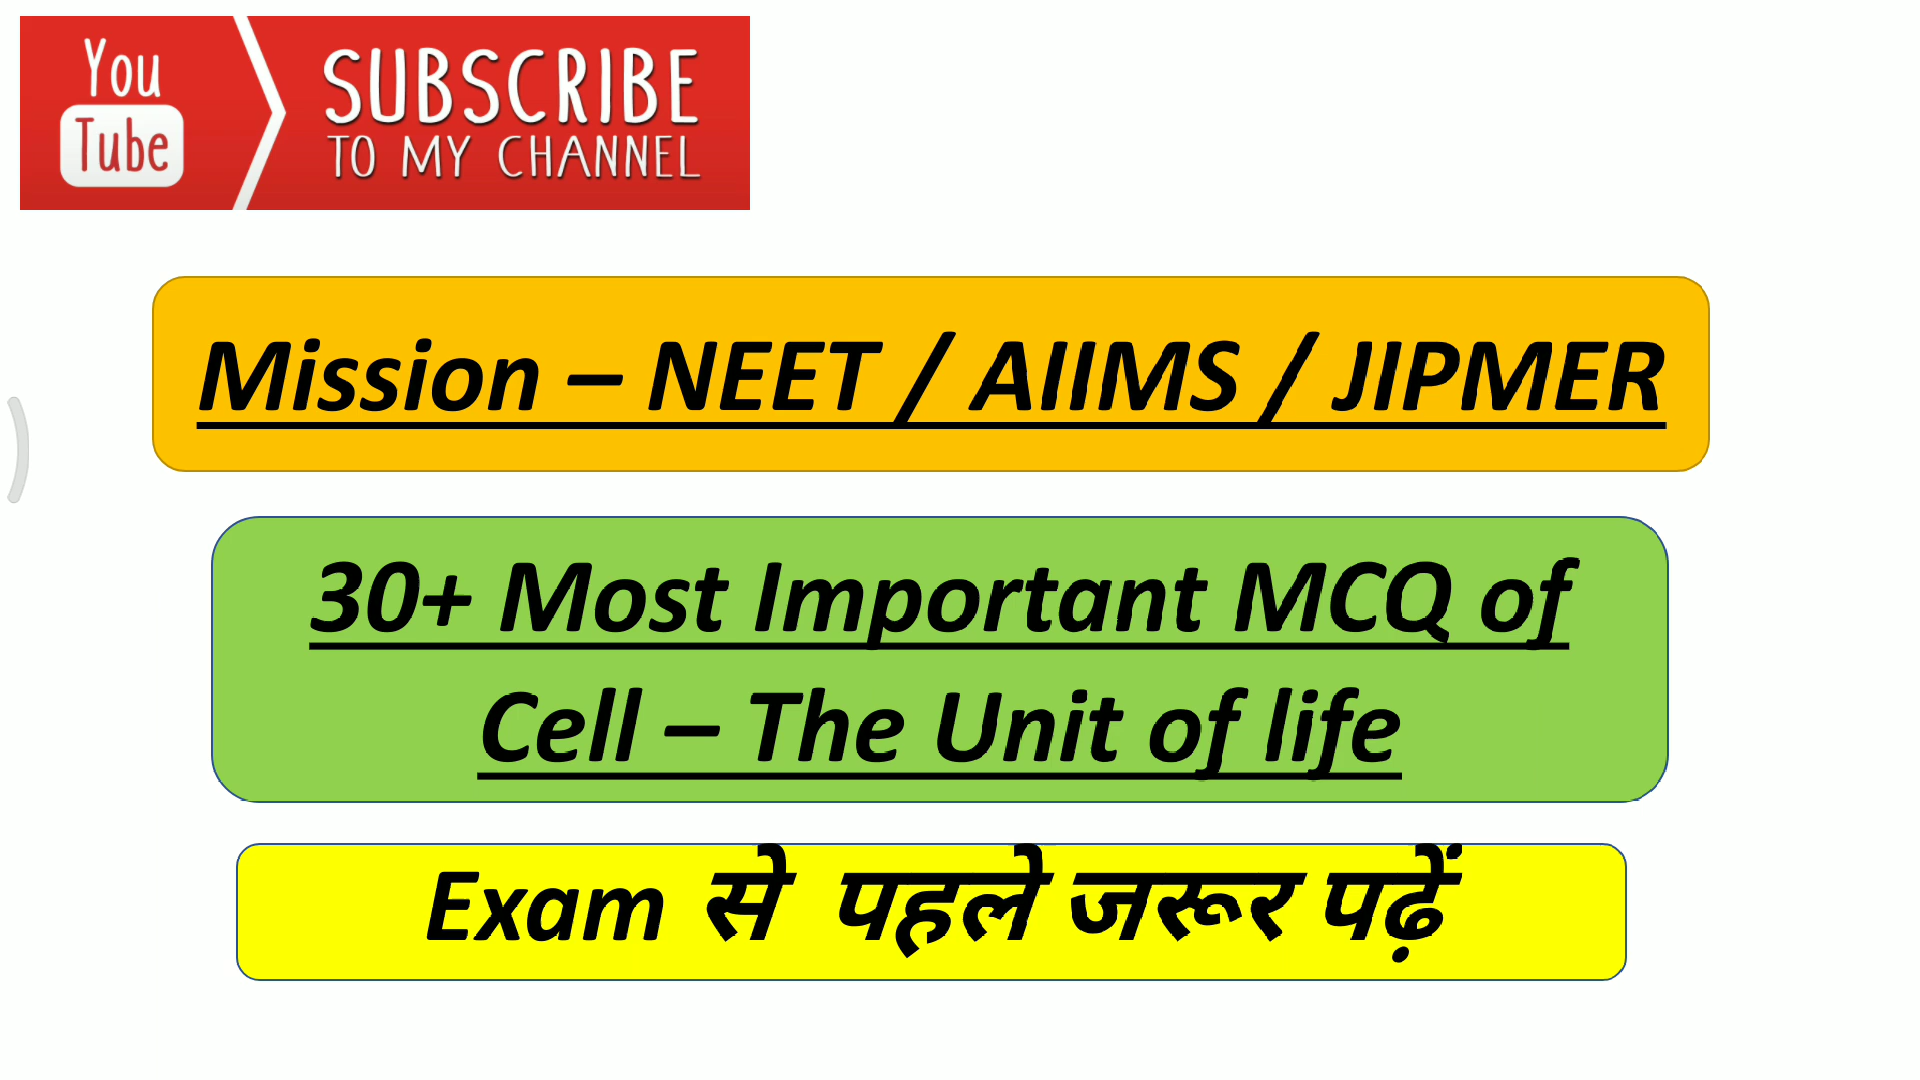 You
Tube
SUBSCRIBE
TO MY CHANNEL
Mission – NEET / AIIMS / JIPMER
30+ Most Important MCQ of
Cell – The Unit of life
Exam से पहले जरूर पढ़ें